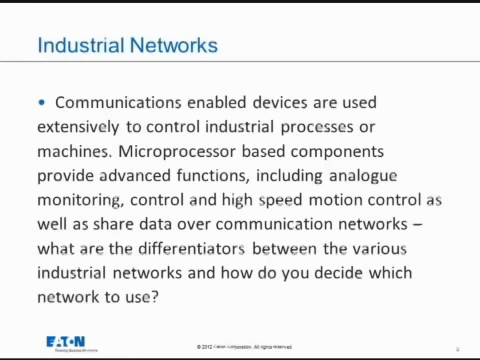 Industrial Networks
• Communications enabled devices are used
extensively to control industrial processes or
machines. Microprocessor based components
provide advanced functions, including analogue
monitoring, control and high speed motion control as
well as share data over communication networks –
what are the differentiators between the various
industrial networks and how do you decide which
network to use?
EATON
Powering Business Worldwide
© 2012 Eaton Corporation. All rights reserved
2